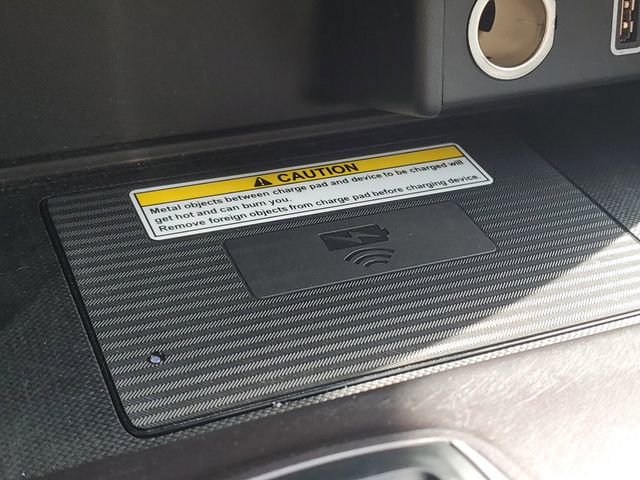 CAUTION
Metal objects between charge pad and device to be charged will
get hot and can burn you.
Remove foreign objects from charge pad before charging device.